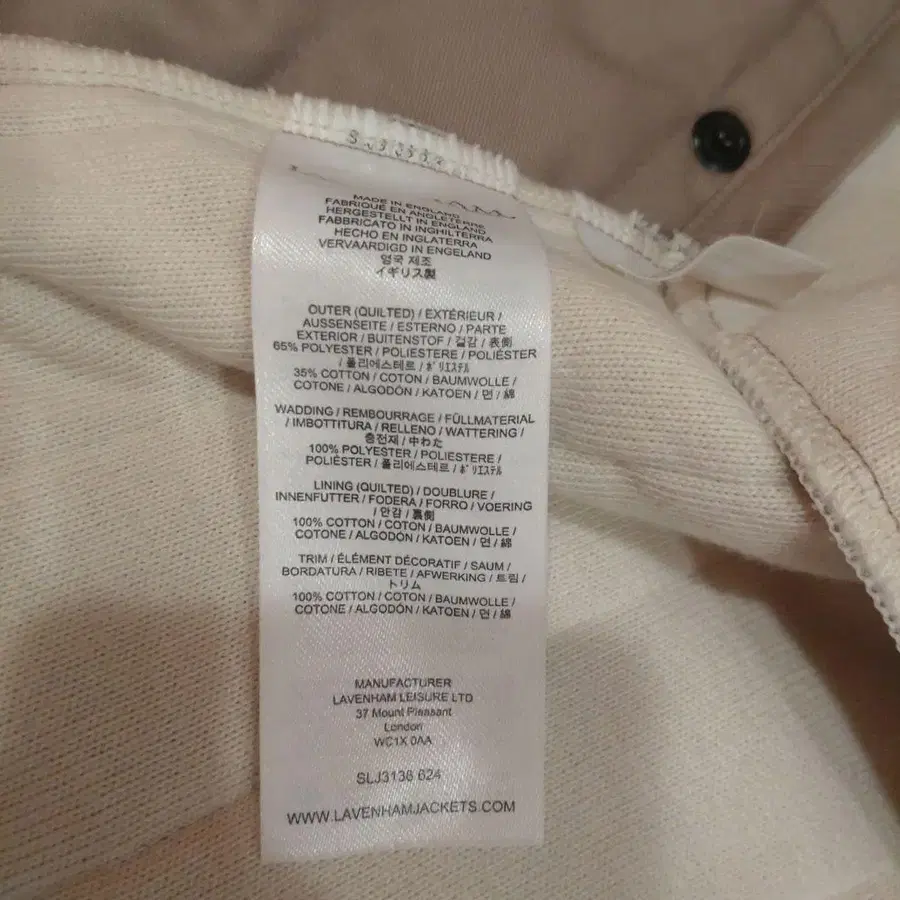 MADE IN ENGLAND
FABRIQUÉ EN ANGLETERRE
HERGESTELLT IN ENGLAND
FABBRICATO IN INGHILTERRA
HECHO EN INGLATERRA
VERVAARDIGD IN ENGELAND
영국 제조
イギリス製
OUTER (QUILTED) / EXTÉRIEUR /
AUSSENSEITE / ESTERNO / PARTE
EXTERIOR / BUITENSTOF / 겉감 / 表側
65% POLYESTER / POLIESTERE / POLIÉSTER
/ 폴리에스테르 / ポリエステル
35% COTTON / COTON / BAUMWOLLE /
COTONE / ALGODÓN / KATOEN / 면 / 綿
WADDING / REMBOURRAGE / FÜLLMATERIAL
/ IMBOTTITURA / RELLENO / WATTERING /
충전재 / 中わた
100% POLYESTER / POLIESTERE /
POLIÉSTER / 폴리에스테르 / ポリエステル
LINING (QUILTED) / DOUBLURE /
INNENFUTTER / FODERA / FORRO / VOERING
/ 안감 / 裏側
100% COTTON / COTON / BAUMWOLLE /
COTONE / ALGODÓN / KATOEN / 면 / 綿
TRIM / ÉLÉMENT DÉCORATIF / SAUM /
BORDATURA / RIBETE / AFWERKING / 트림 /
トリム
100% COTTON / COTON / BAUMWOLLE /
COTONE / ALGODÓN / KATOEN / 면 / 綿
MANUFACTURER
LAVENHAM LEISURE LTD
37 Mount Pleasant
London
WC1X 0AA
SLJ3138 624
WWW.LAVENHAMJACKETS.COM